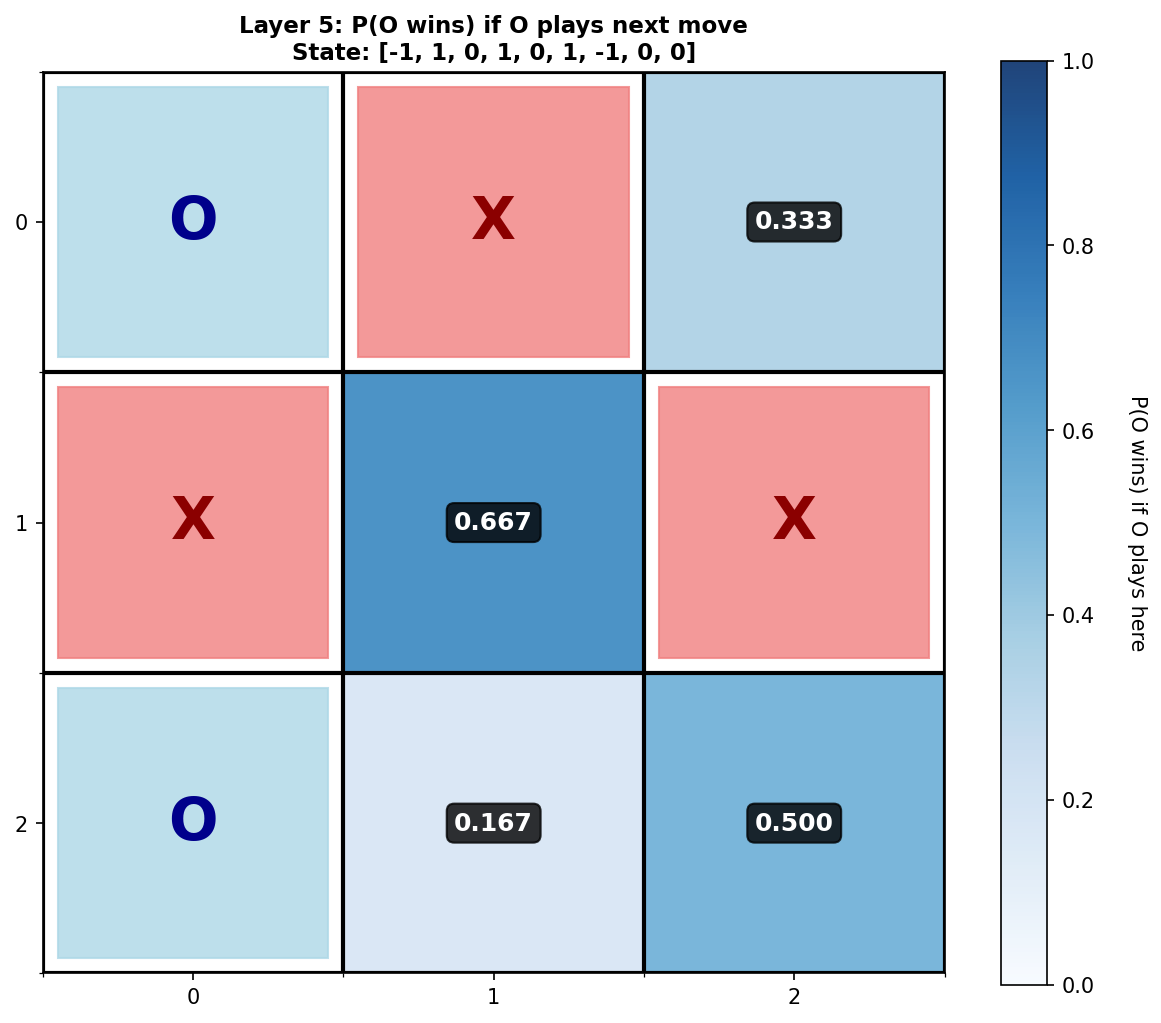 Layer 5: P(O wins) if O plays next move
State: [-1, 1, 0, 1, 0, 1, -1, 0, 0]
0
O
X
0.333
1
X
0.667
X
2
O
0.167
0.500
0
1
2
1.0
0.8
0.6
0.4
0.2
0.0
P(O wins) if O plays here